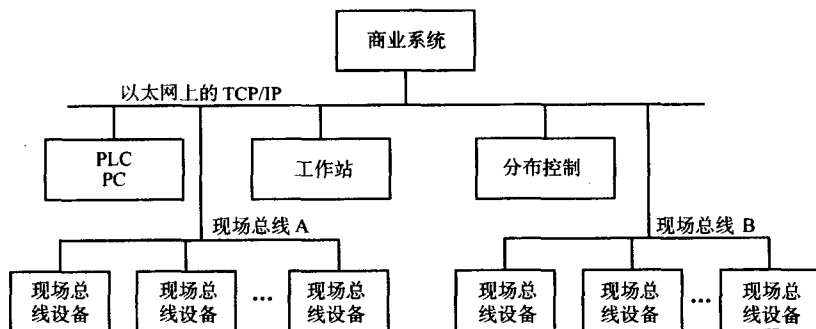 商业系统
以太网上的 TCP/IP
PLC
PC
工作站
分布控制
现场总线 A
现场总线 B
现场总
线设备
现场总
线设备
...
现场总
线设备
现场总
线设备
现场总
线设备
...
现场总
线设备